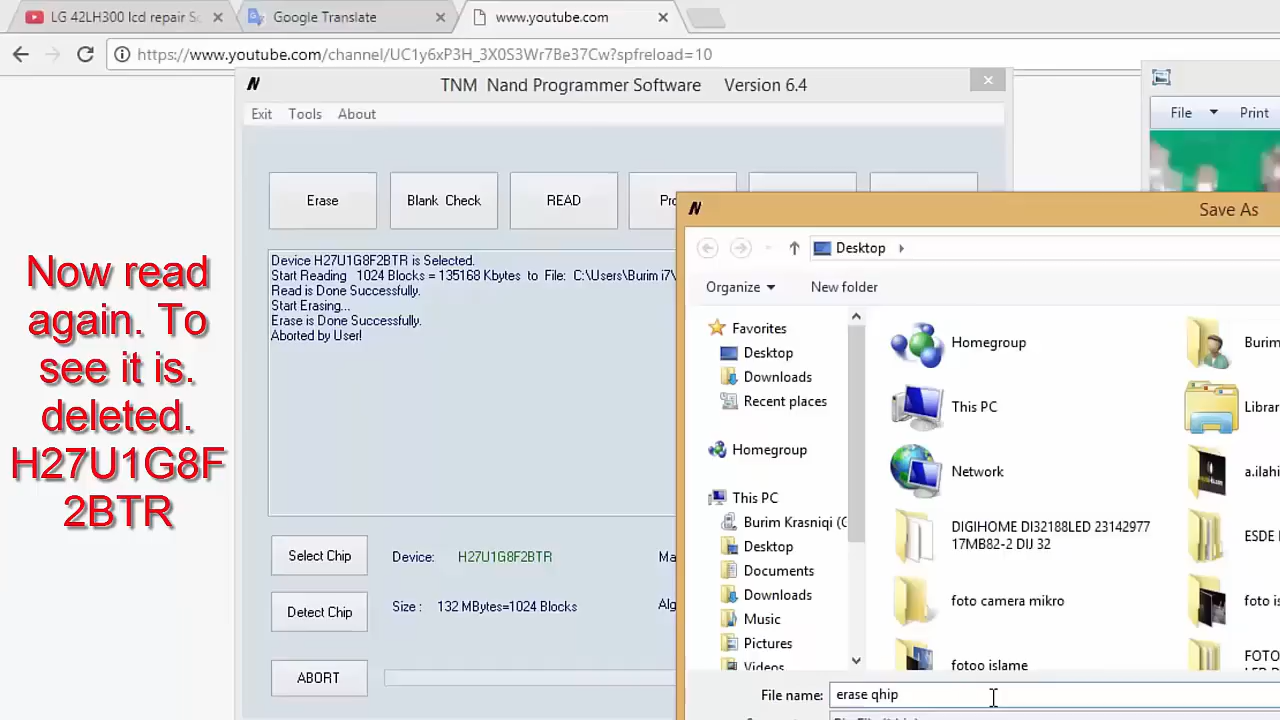 LG 42LH300 lcd repair S
Google Translate
www.youtube.com
https://www.youtube.com/channel/UC1y6xP3H_3X0S3Wr7Be37Cw?spfreload=10
TNM Nand Programmer Software Version 6.4
Exit Tools About
File Print
Erase
Blank Check
READ
Save As
Desktop
Organize
New folder
Device H27U1G8F2BTR is Selected.
Start Reading 1024 Blocks = 135168 Kbytes to File: C:\Users\Burim i7\
Read is Done Successfully.
Start Erasing...
Erase is Done Successfully.
Aborted by User!
Now read
again. To
see it is.
deleted.
H27U1G8F
2BTR
Favorites
Desktop
Downloads
Recent places
Homegroup
This PC
Burim Krasniqi (
Desktop
Documents
Downloads
Music
Pictures
Videos
Homegroup
Burim
This PC
Network
a.ilahi
DIGIHOME DI32188LED 23142977
17MB82-2 DIJ 32
ESDE
foto camera mikro
foto
fotoo islame
FOTO
Select Chip
Device: H27U1G8F2BTR
Detect Chip
Size : 132 MBytes=1024 Blocks
ABORT
File name: erase qhip